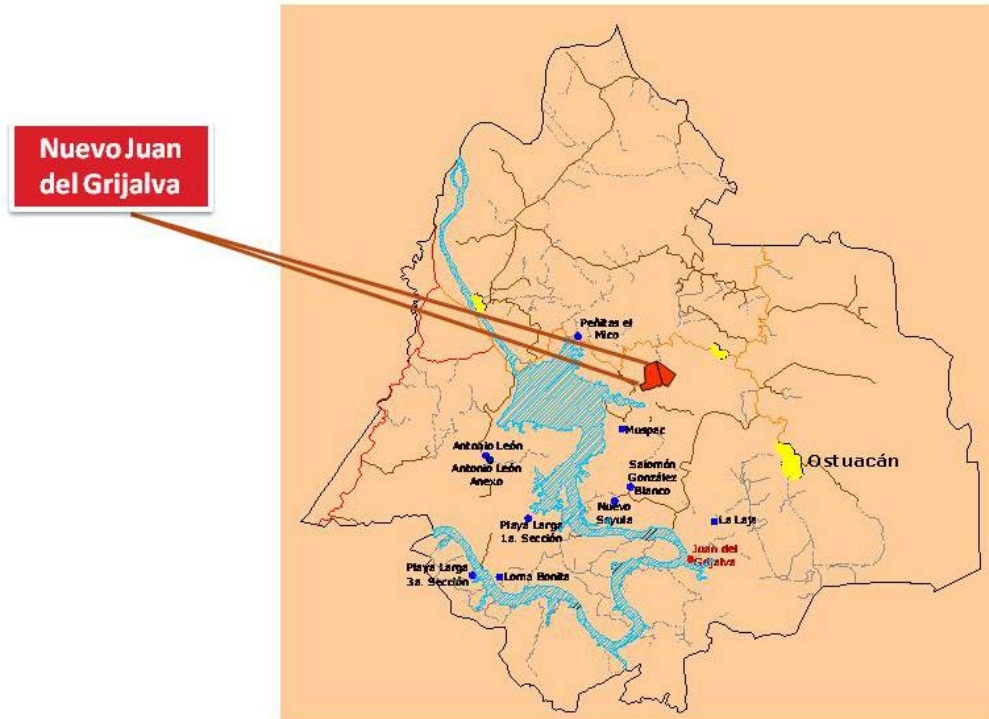 Nuevo Juan
del Grijalva
Peñitas el
Mico
Muspac
Antonio León
Antonio León
Anexo
Salomón
González
Blanco
Ostuacán
Nuevo
Sayula
Playa Larga
1a. Sección
La Laja
Juan del
Grijalva
Playa Larga
3a. Sección
Loma Bonita